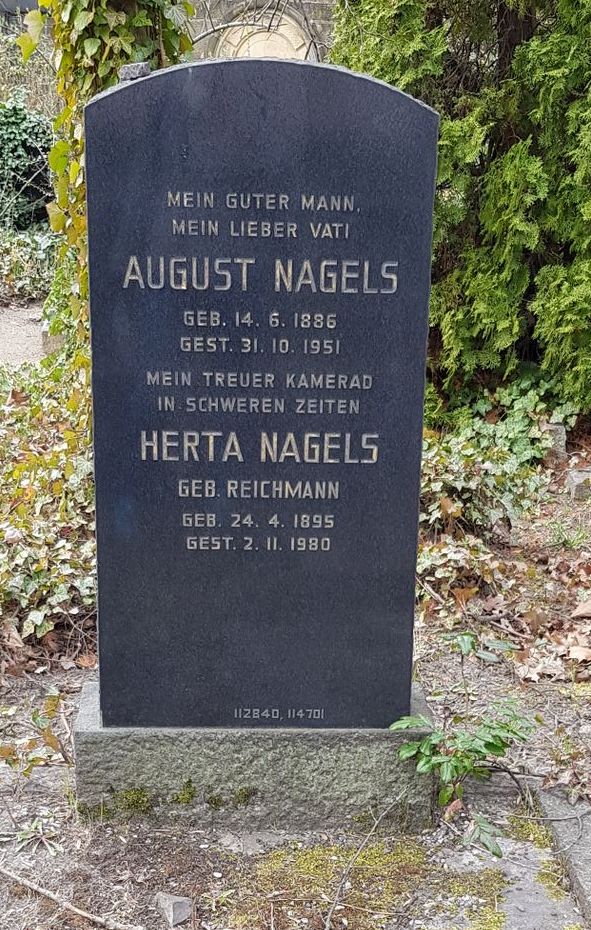 MEIN GUTER MANN,
MEIN LIEBER VATI
AUGUST NAGELS
GEB. 14. 6. 1886
GEST. 31. 10. 1951
MEIN TREUER KAMERAD
IN SCHWEREN ZEITEN
HERTA NAGELS
GEB. REICHMANN
GEB. 24. 4. 1895
GEST. 2. 11. 1980
112840, 114701